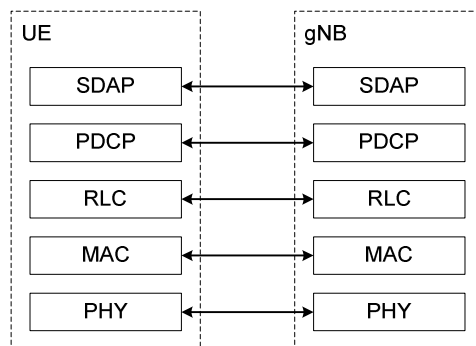 UE gNB
SDAP SDAP
PDCP PDCP
RLC RLC
MAC MAC
PHY PHY